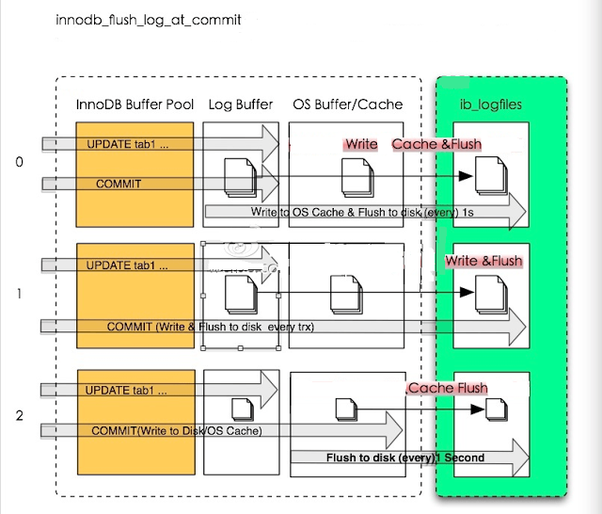 innodb_flush_log_at_commit
InnoDB Buffer Pool
Log Buffer
OS Buffer/Cache
ib_logfiles
0
UPDATE tab1 ...
Write
Cache &Flush
COMMIT
Write to OS Cache & Flush to disk (every) 1s
1
UPDATE tab1 ...
Write &Flush
COMMIT (Write & Flush to disk every trx)
2
UPDATE tab1 ...
Cache Flush
COMMIT(Write to Disk/OS Cache)
Flush to disk (every)1 Second